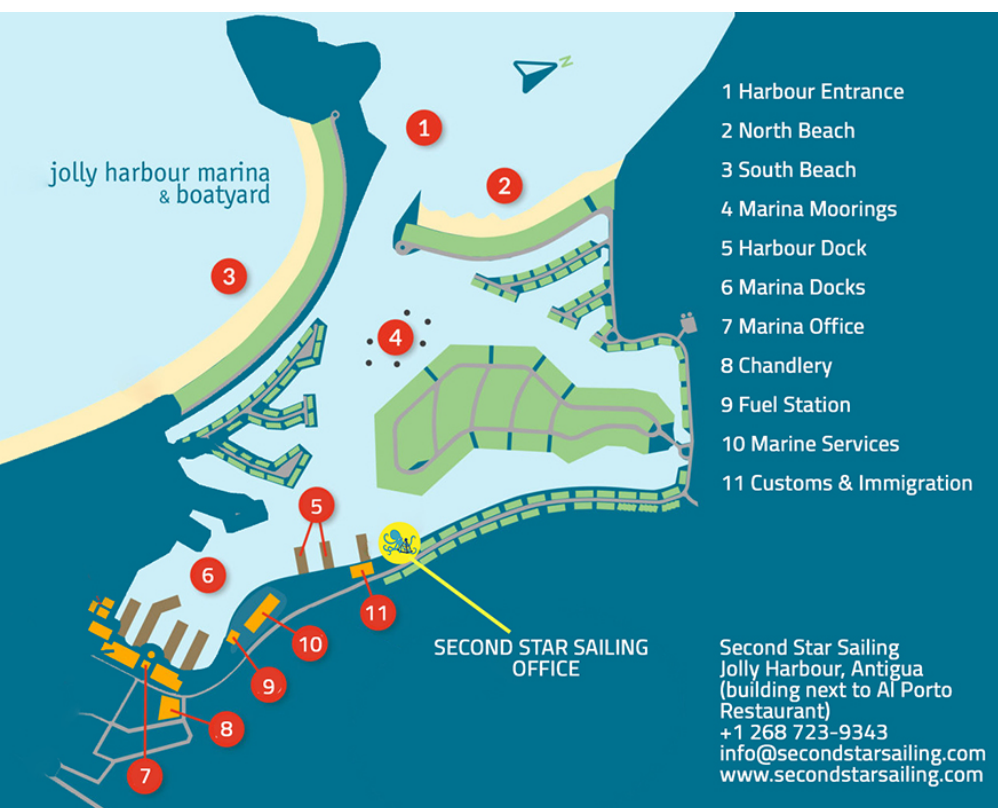 N
1
2
3
4
5
6
7
8
9
10
11
jolly harbour marina
& boatyard
1 Harbour Entrance
2 North Beach
3 South Beach
4 Marina Moorings
5 Harbour Dock
6 Marina Docks
7 Marina Office
8 Chandlery
9 Fuel Station
10 Marine Services
11 Customs & Immigration
SECOND STAR SAILING
OFFICE
Second Star Sailing
Jolly Harbour, Antigua
(building next to Al Porto
Restaurant)
+1 268 723-9343
info@secondstarsailing.com
www.secondstarsailing.com